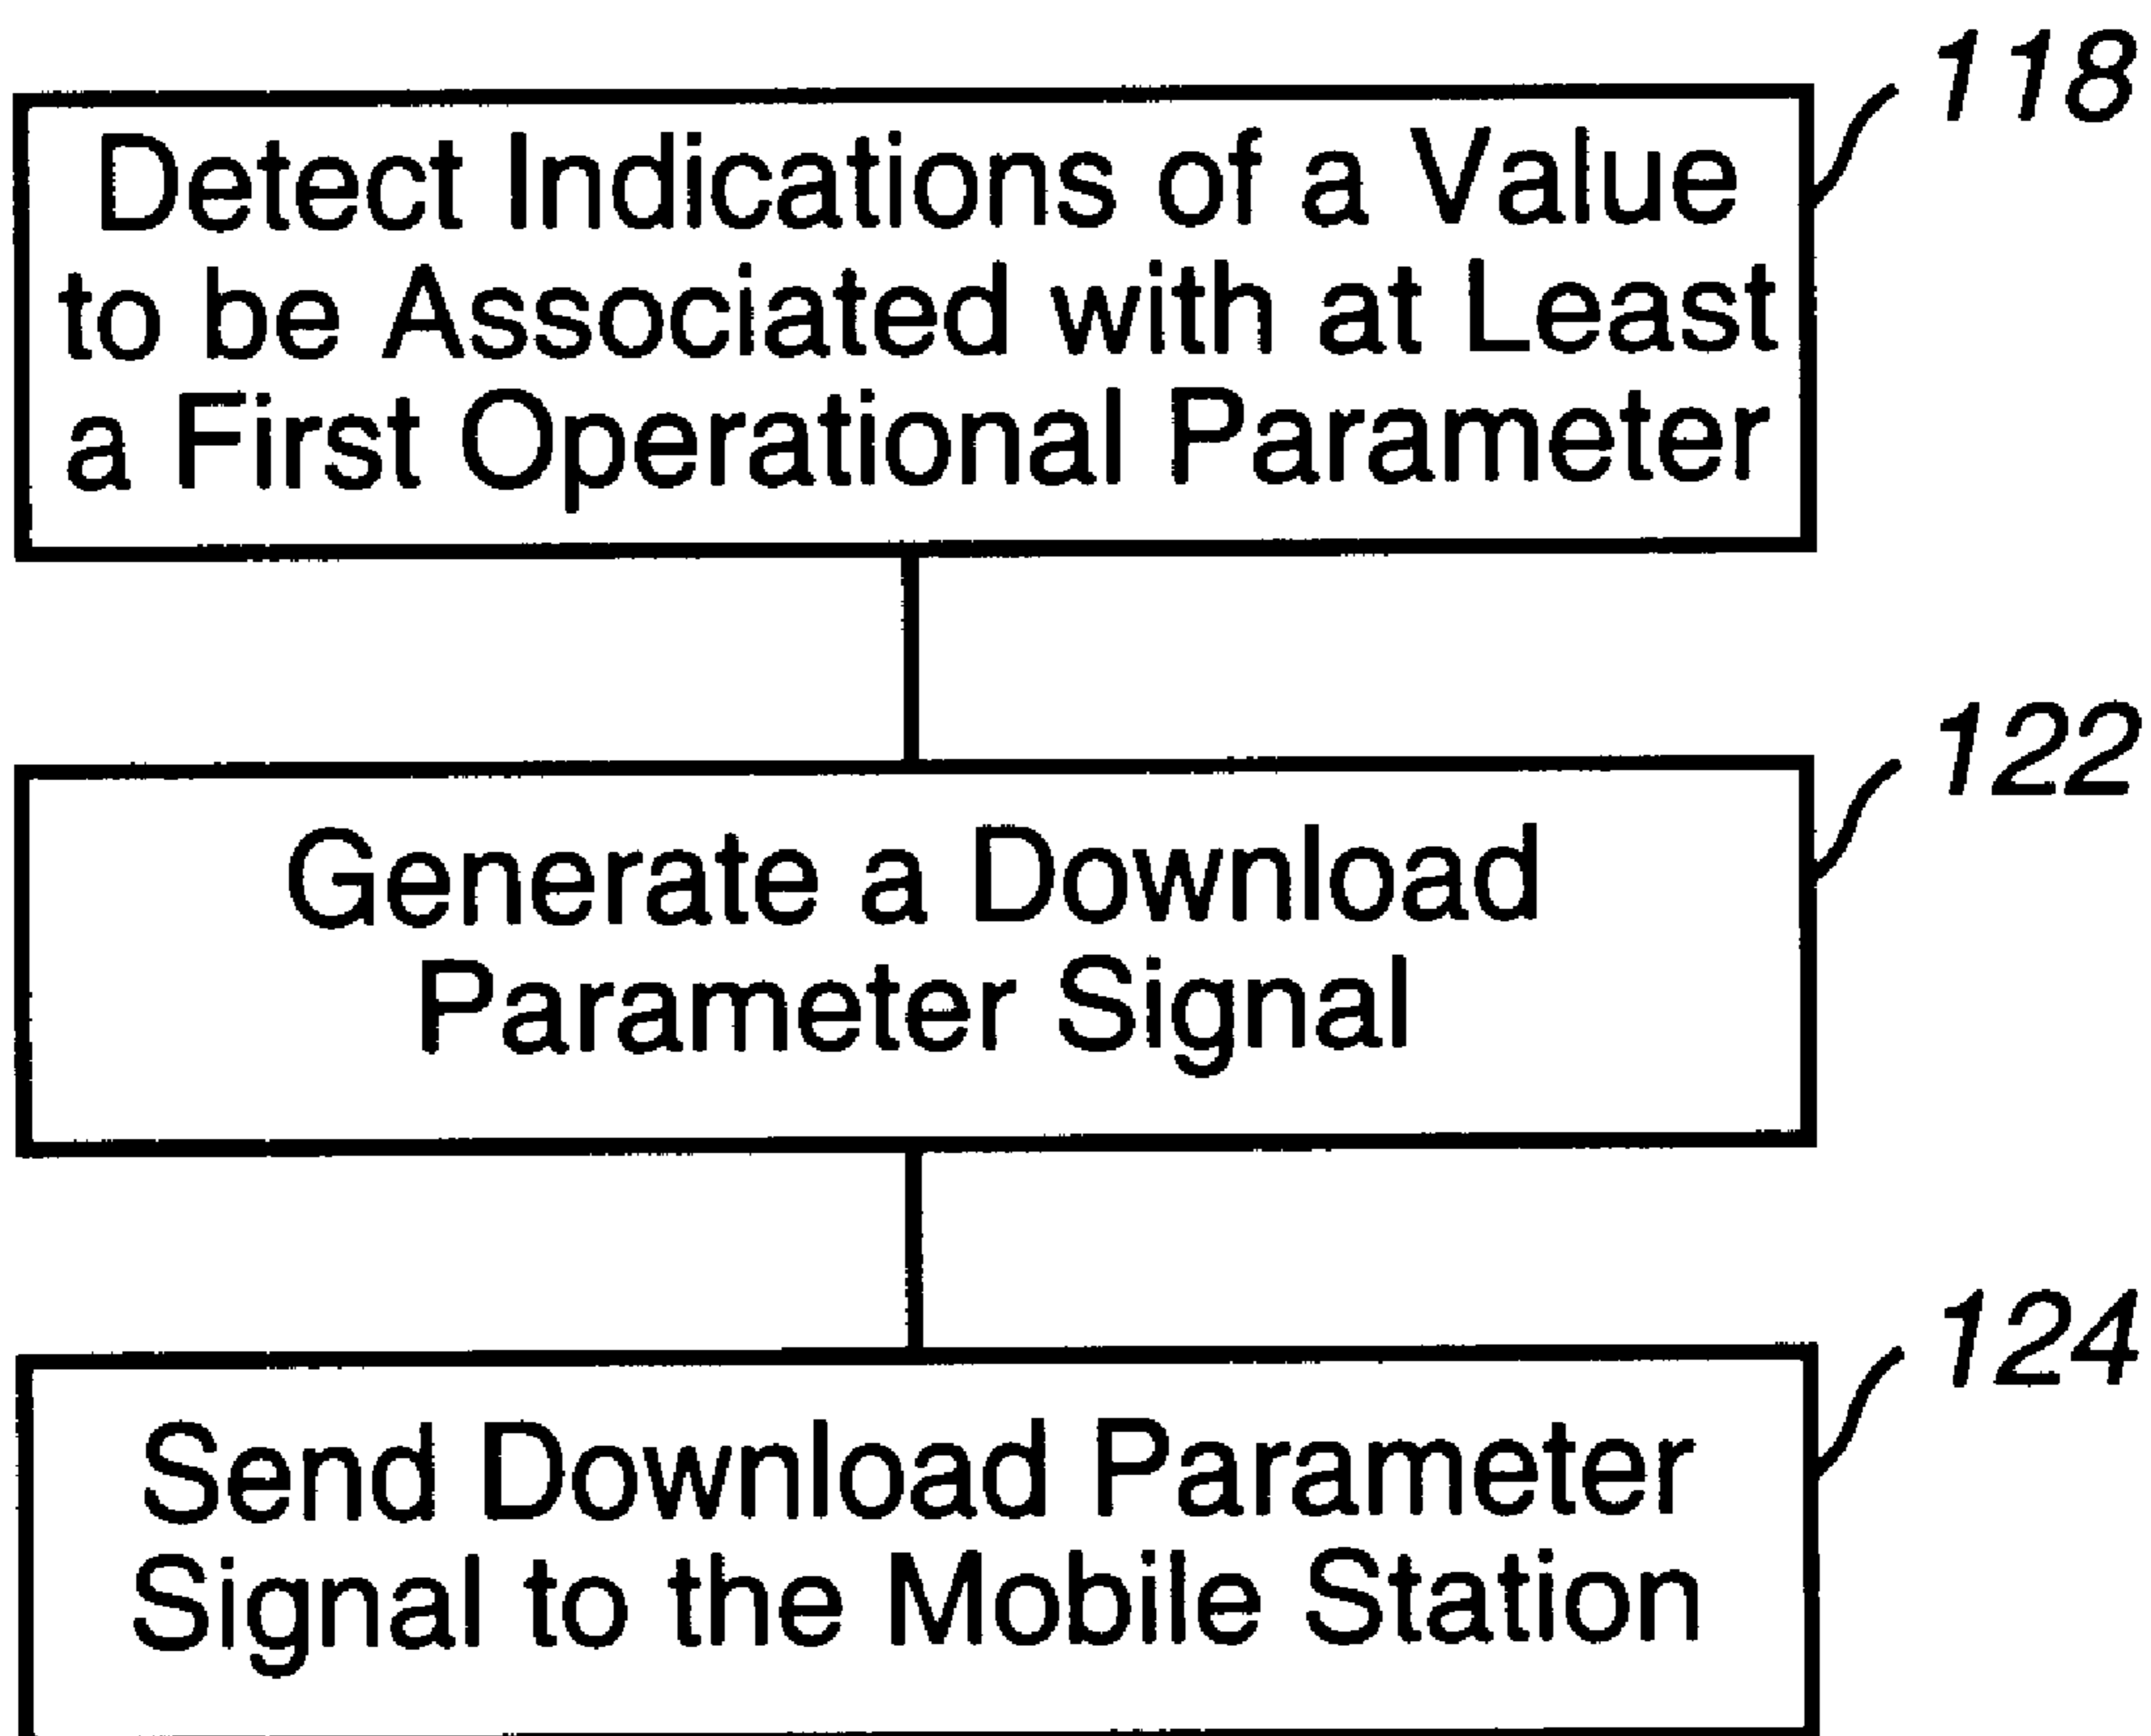 118
Detect Indications of a Value
to be Associated with at Least
a First Operational Parameter
122
Generate a Download
Parameter Signal
124
Send Download Parameter
Signal to the Mobile Station